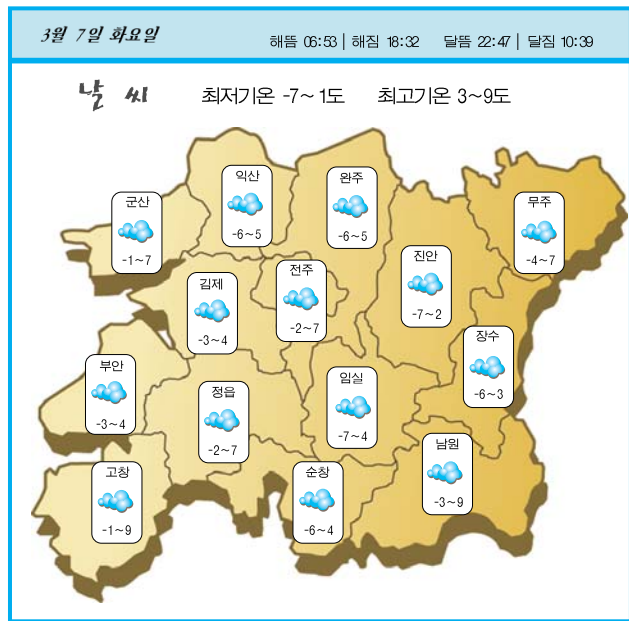 3월 7일 화요일
해뜸 06:53 | 해짐 18:32 달뜸 22:47 | 달짐 10:39
날 씨 최저기온 -7~ 1도 최고기온 3~9도
익산
-6~5
완주
-6~5
군산
-1~7
무주
-4~7
진안
-7~2
전주
-2~7
김제
-3~4
장수
-6~3
부안
-3~4
정읍
-2~7
임실
-7~4
남원
-3~9
고창
-1~9
순창
-6~4